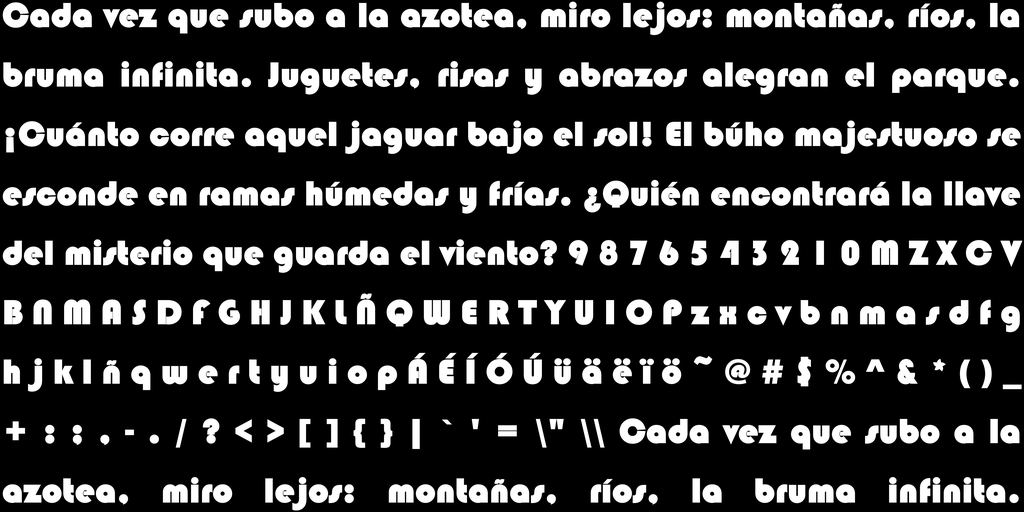 Cada vez que subo a la azotea, miro lejos: montañas, ríos, la
bruma infinita. Juguetes, risas y abrazos alegran el parque.
¡Cuánto corre aquel jaguar bajo el sol! El búho majestuoso se
esconde en ramas húmedas y frías. ¿Quién encontrará la llave
del misterio que guarda el viento? 9 8 7 6 5 4 3 2 1 0 M Z X C V
B N M A S D F G H J K L Ñ Q W E R T Y U I O P z x c v b n m a s d f g
h j k l ñ q w e r t y u i o p Á É Í Ó Ú ü ä ë ï ö ~ @ # $ % ^ & * ( ) _
+ : ; , - . / ? < > [ ] { } | ` ' = \" \\ Cada vez que subo a la
azotea, miro lejos: montañas, ríos, la bruma infinita.